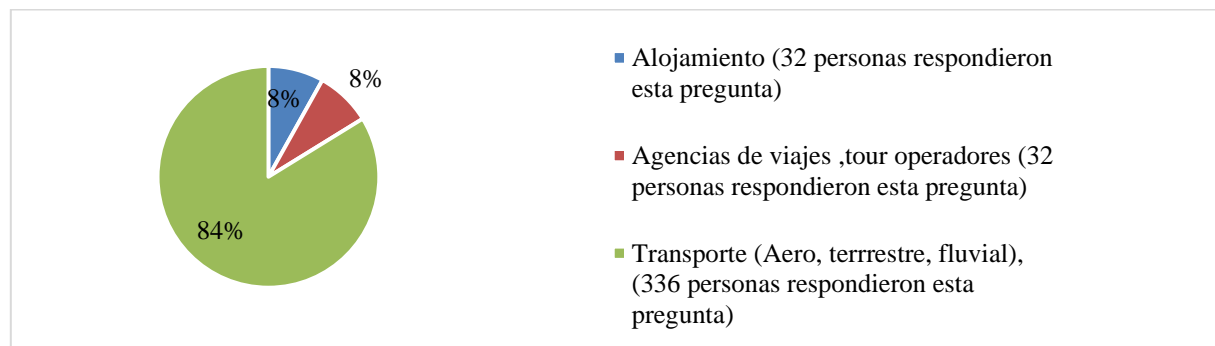 8%
8%
84%
Alojamiento (32 personas respondieron
esta pregunta)
Agencias de viajes ,tour operadores (32
personas respondieron esta pregunta)
Transporte (Aero, terrrestre, fluvial),
(336 personas respondieron esta
pregunta)